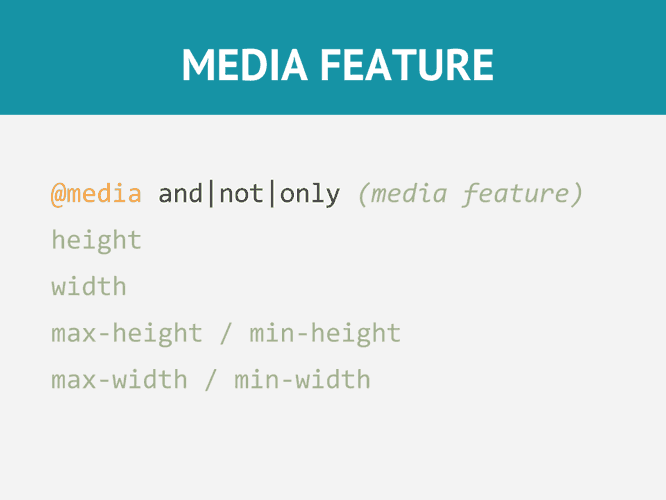 MEDIA FEATURE
@media and|not|only (media feature)
height
width
max-height / min-height
max-width / min-width